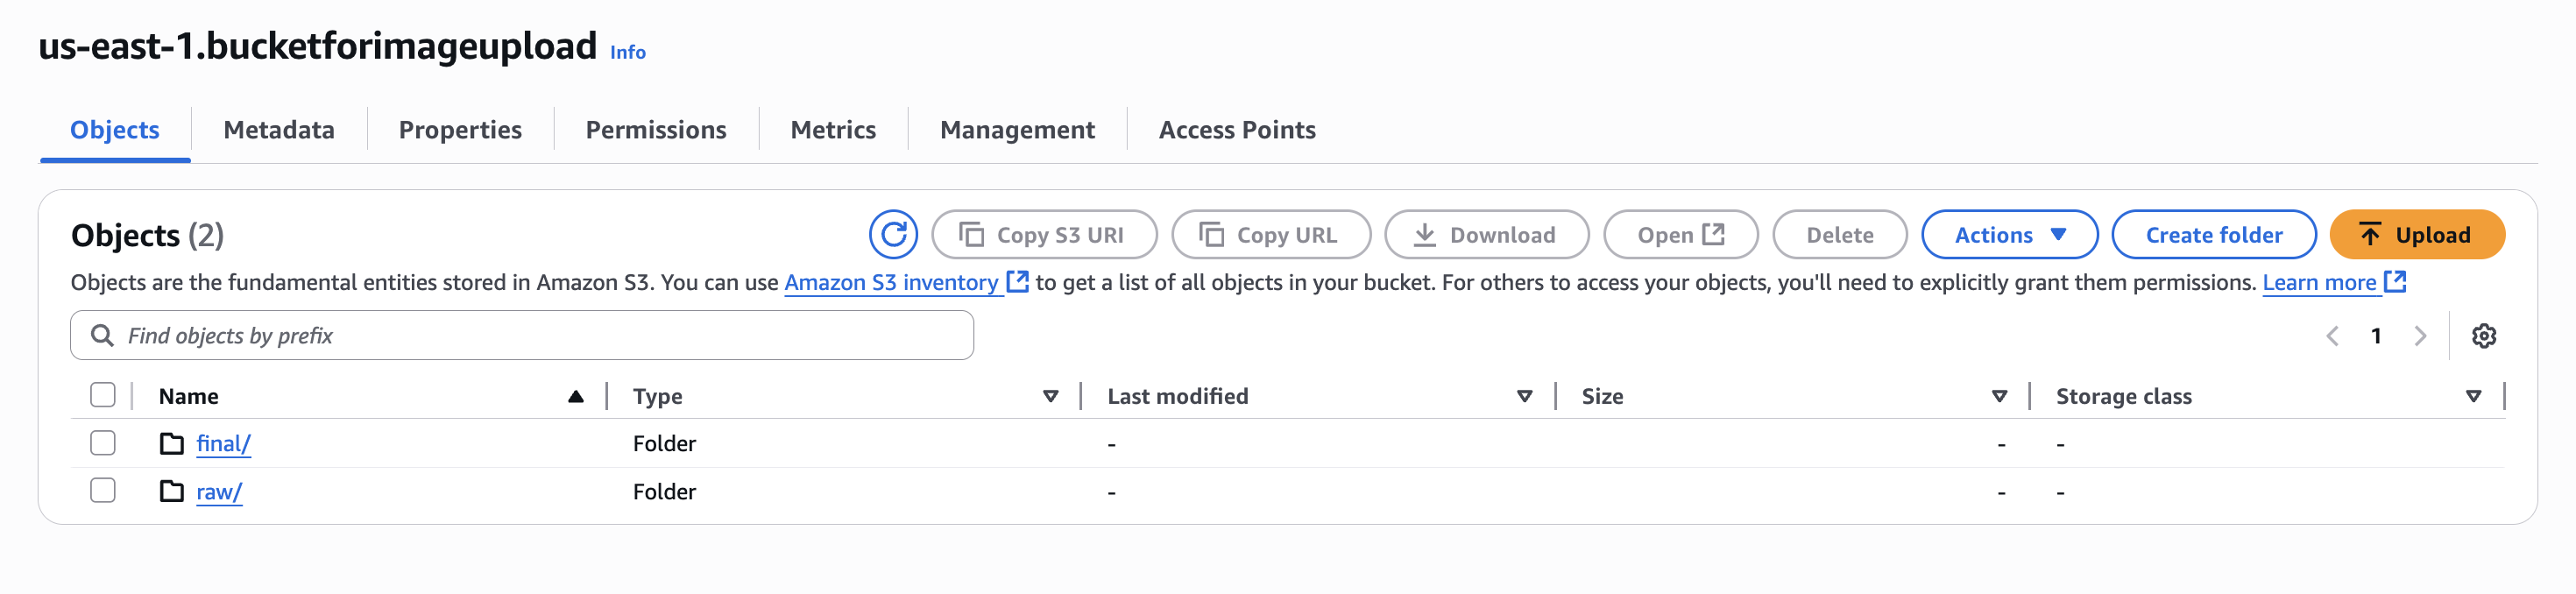 us-east-1.bucketforimageupload Info
Objects Metadata Properties Permissions Metrics Management Access Points
Objects (2) Copy S3 URI Copy URL Download Open Delete Actions Create folder Upload
Objects are the fundamental entities stored in Amazon S3. You can use Amazon S3 inventory to get a list of all objects in your bucket. For others to access your objects, you'll need to explicitly grant them permissions. Learn more
Find objects by prefix 1
Name Type Last modified Size Storage class
final/ Folder - - -
raw/ Folder - - -